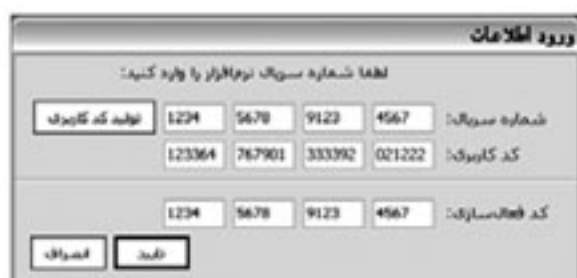 ورود اطلاعات
لطفا شماره سریال نرم‌افزار را وارد کنید:
شماره سریال: 1234 5678 9123 4567 تولید کد کاربری
کد کاربری: 123364 767901 333392 021222
کد فعال‌سازی: 1234 5678 9123 4567
تایید انصراف